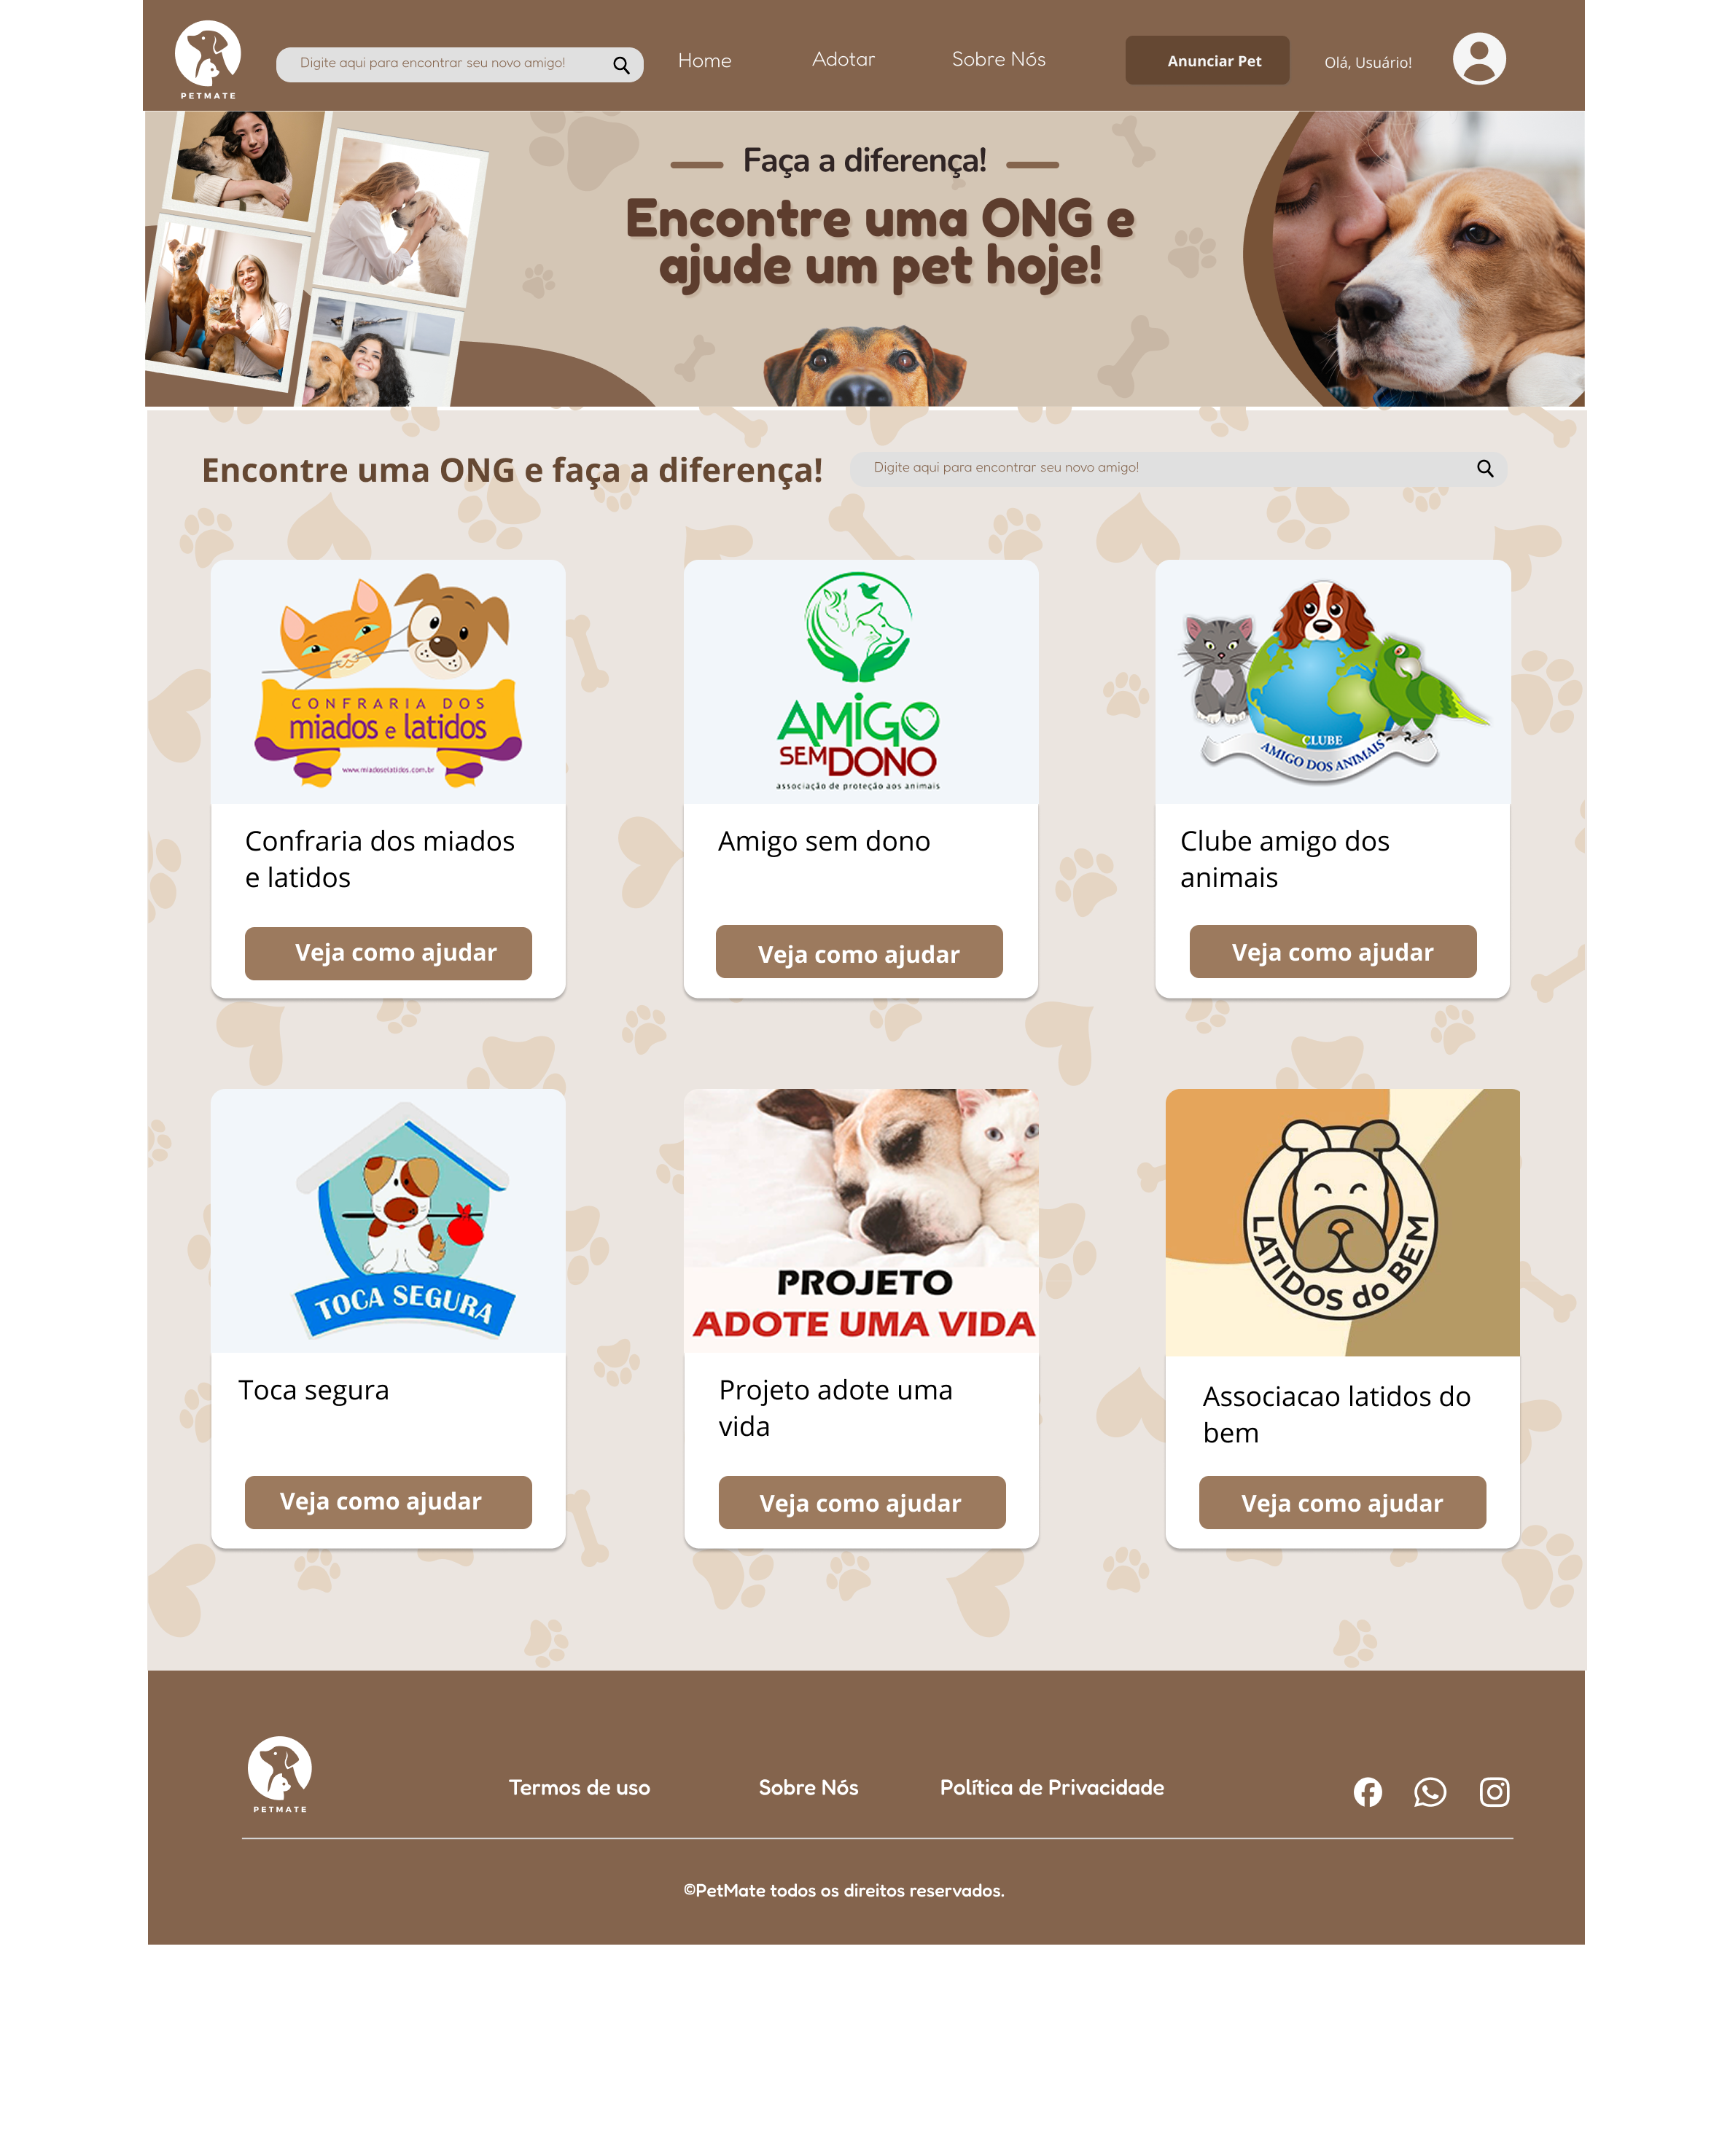 PETMATE
Digite aqui para encontrar seu novo amigo!
Home
Adotar
Sobre Nós
Anunciar Pet
Olá, Usuário!
Faça a diferença!
Encontre uma ONG e
ajude um pet hoje!
Encontre uma ONG e faça a diferença!
Digite aqui para encontrar seu novo amigo!
CONFRARIA DOS
miados e latidos
www.miadoselatidos.com.br
AMIGO
SEM DONO
associação de proteção aos animais
CLUBE
AMIGO DOS ANIMAIS
Confraria dos miados
e latidos
Amigo sem dono
Clube amigo dos
animais
Veja como ajudar
Veja como ajudar
Veja como ajudar
TOCA SEGURA
PROJETO
ADOTE UMA VIDA
LATIDOS do BEM
Toca segura
Projeto adote uma
vida
Associacao latidos do
bem
Veja como ajudar
Veja como ajudar
Veja como ajudar
PETMATE
Termos de uso
Sobre Nós
Política de Privacidade
©PetMate todos os direitos reservados.